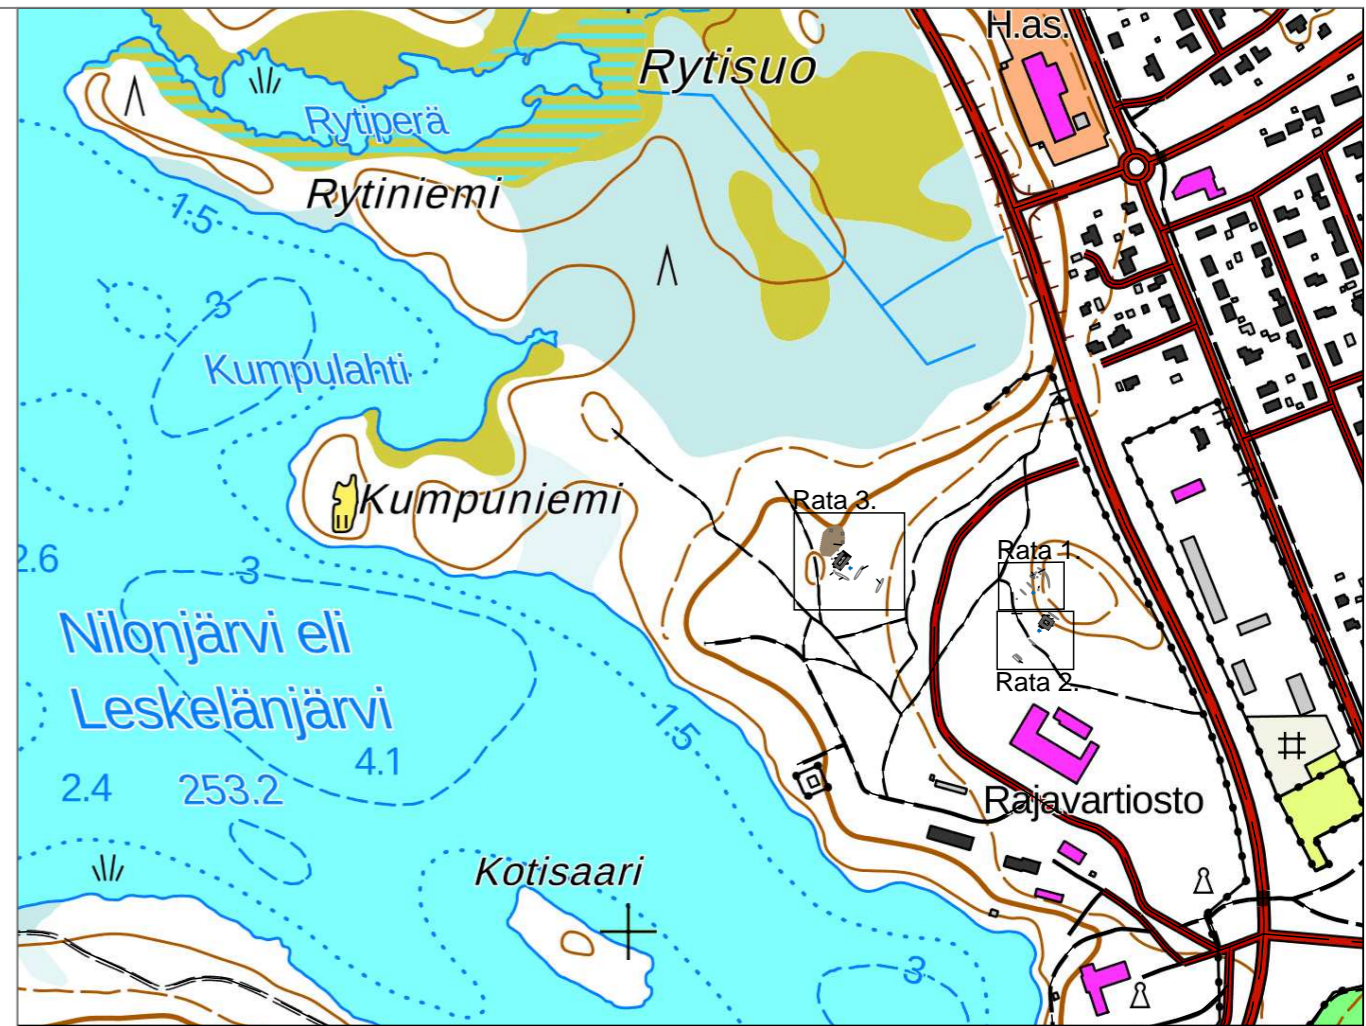 H.as.
Rytisuo
Rytiperä
Rytiniemi
1.5
3
Kumpulahti
Kumpuniemi
Rata 3.
2.6
3
Rata 1.
Nilonjärvi eli
Leskelänjärvi
Rata 2.
1.5
4.1
2.4
253.2
Rajavartiosto
Kotisaari
3